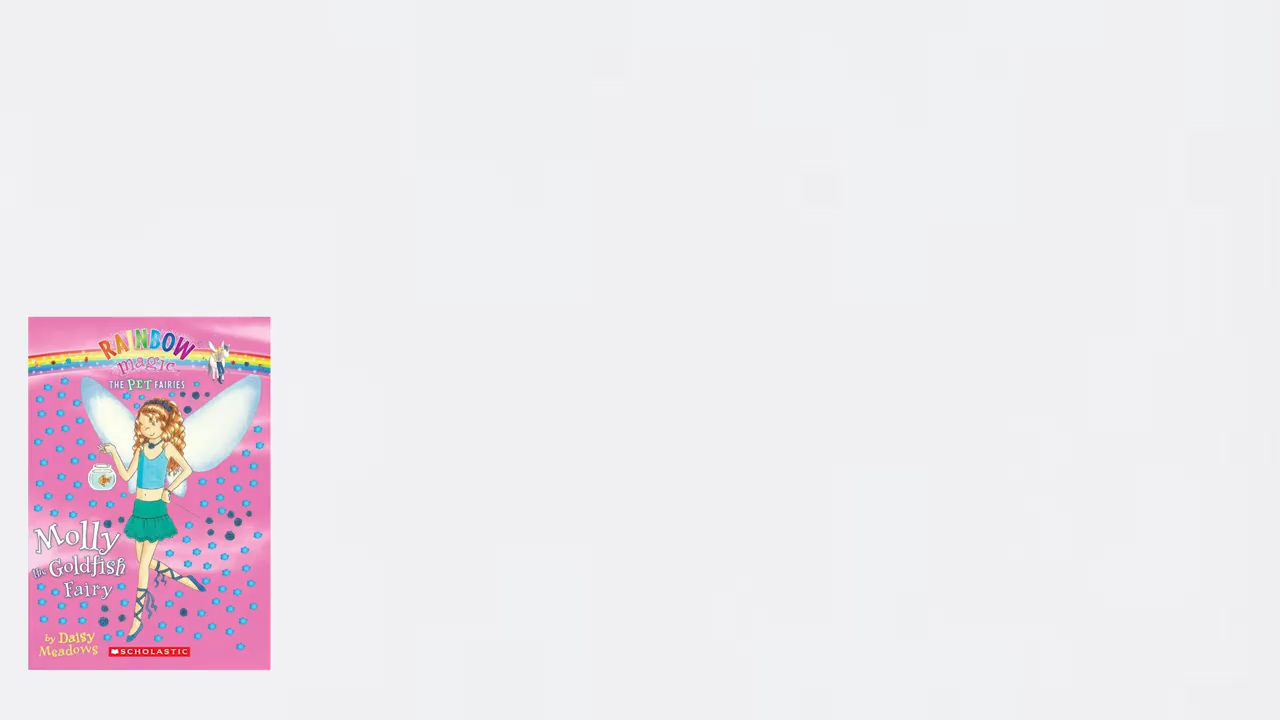 RAINBOW
magic
THE PET FAIRIES
Molly
the Goldfish
Fairy
by Daisy
Meadows
SCHOLASTIC